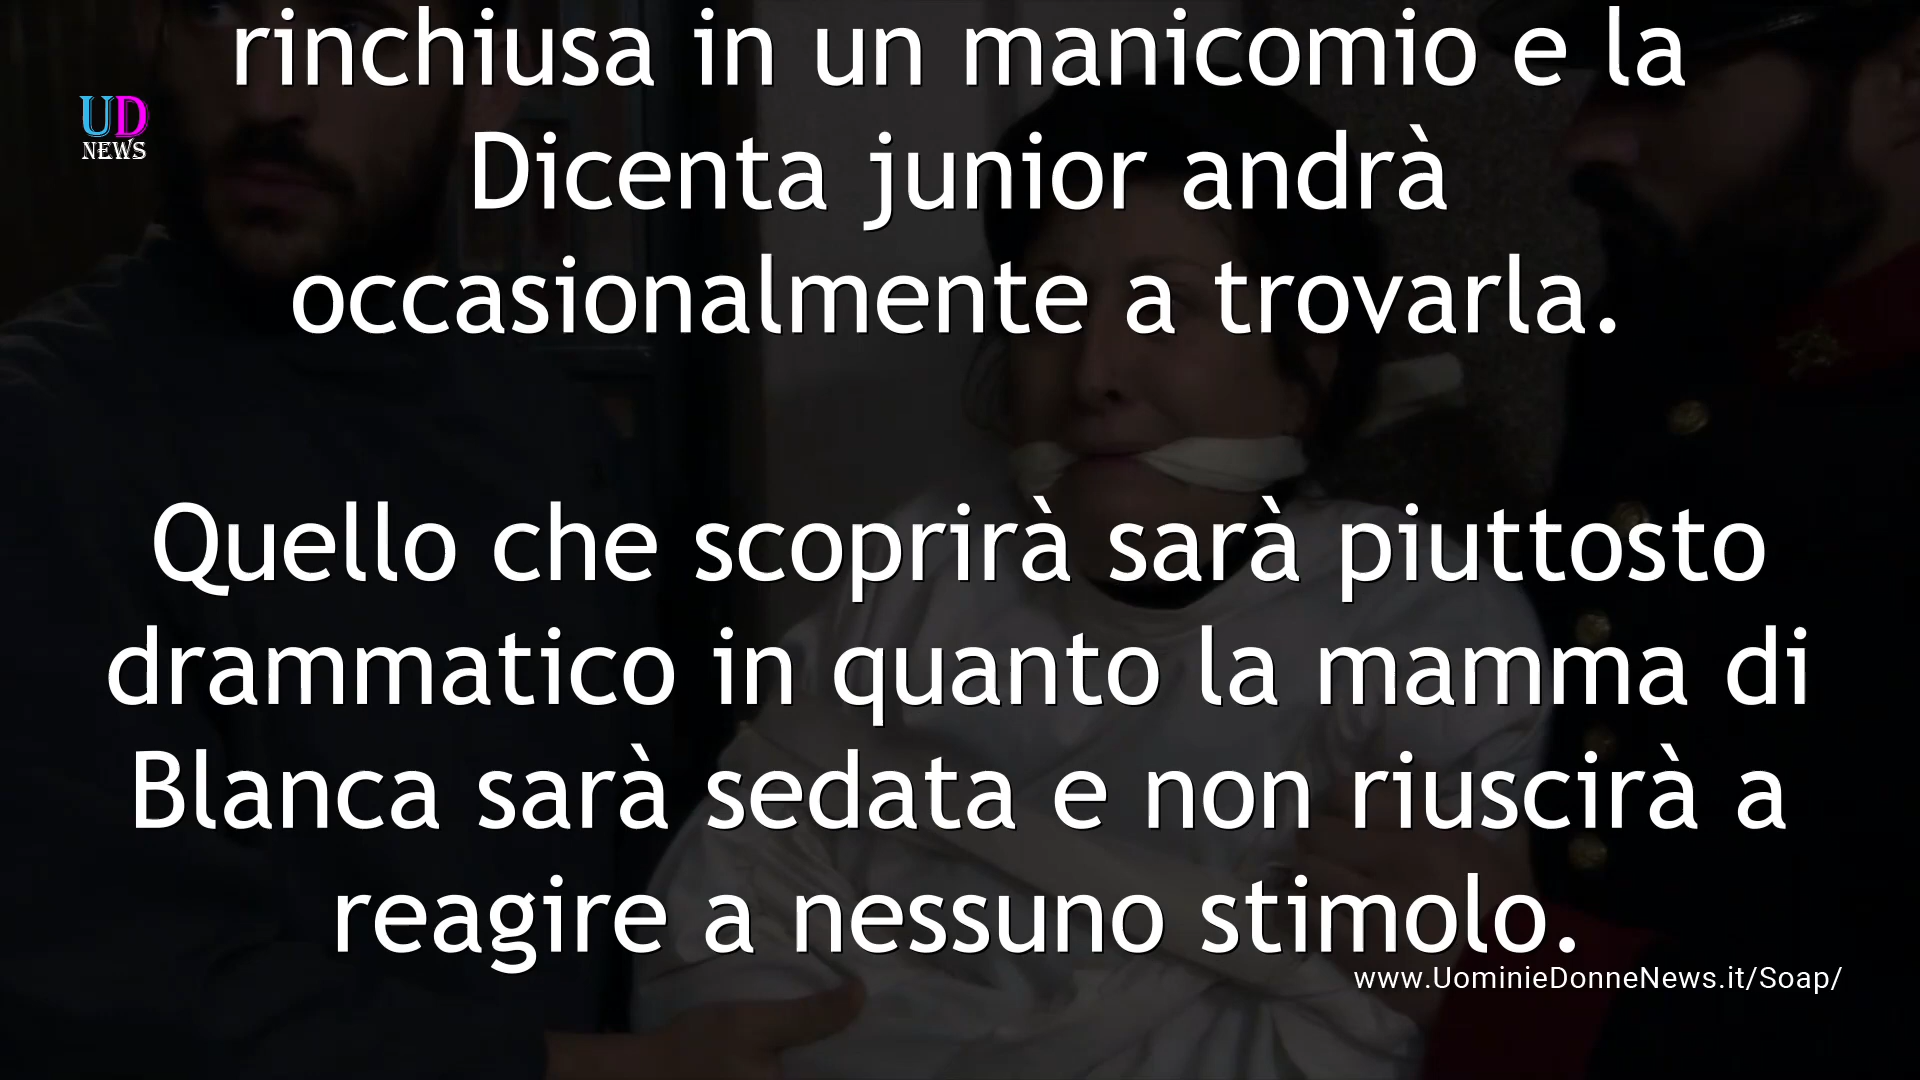 rinchiusa in un manicomio e la
UD
NEWS
Dicenta junior andrà
occasionalmente a trovarla.
Quello che scoprirà sarà piuttosto
drammatico in quanto la mamma di
Blanca sarà sedata e non riuscirà a
reagire a nessuno stimolo.
www.UominieDonneNews.it/Soap/